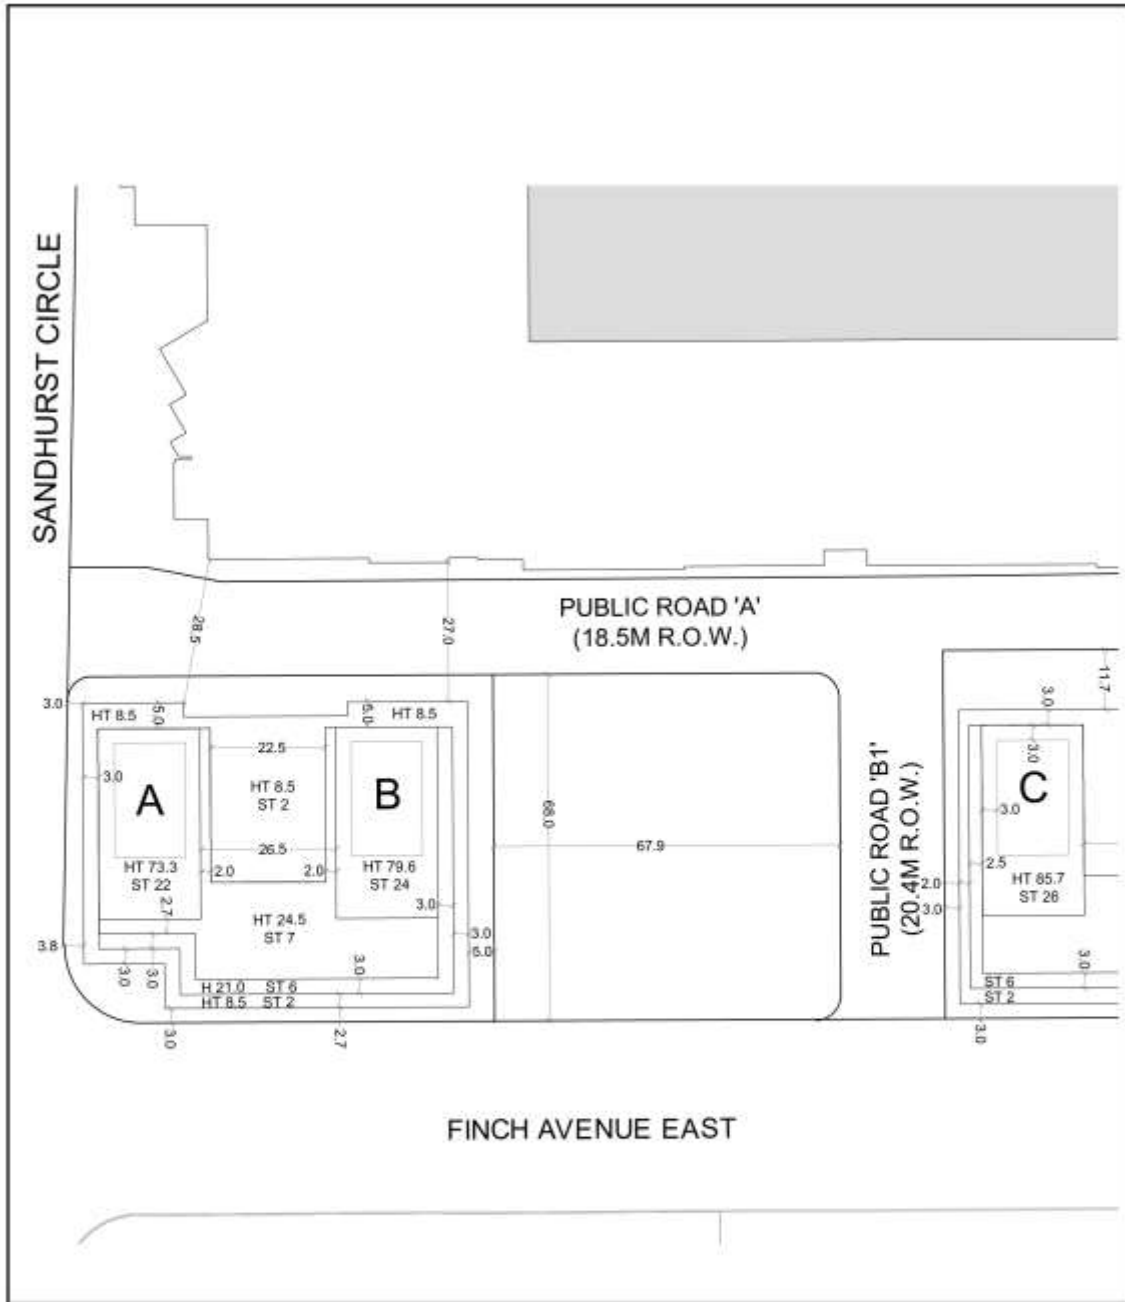 SANDHURST CIRCLE
PUBLIC ROAD 'A'
(18.5M R.O.W.)
28.5
27.0
11.7
3.0
HT 8.5
5.0
5.0
HT 8.5
3.0
22.5
3.0
HT 8.5
ST 2
A
B
C
3.0
3.0
68.0
67.9
PUBLIC ROAD 'B1'
(20.4M R.O.W.)
26.5
HT 73.3
ST 22
2.0
2.0
HT 79.6
ST 24
2.5
2.0
HT 85.7
ST 26
3.0
3.0
2.7
HT 24.5
ST 7
3.8
3.0
5.0
3.0
3.0
3.0
3.0
H 21.0 ST 6
HT 8.5 ST 2
ST 6
ST 2
3.0
2.7
3.0
FINCH AVENUE EAST